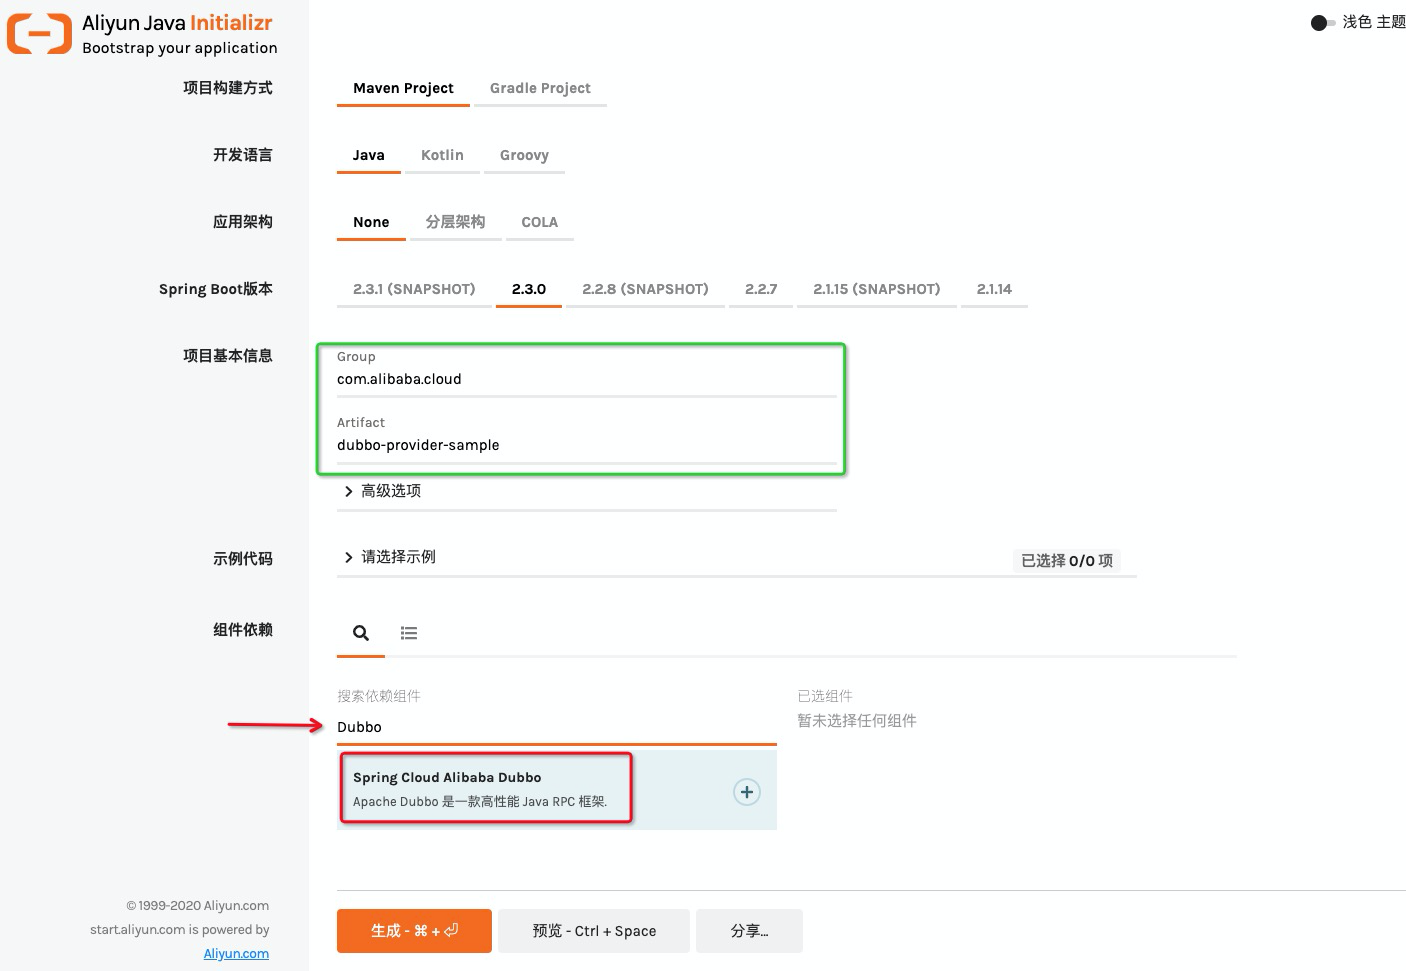 Aliyun Java Initializr
Bootstrap your application
浅色 主题
项目构建方式
Maven Project
Gradle Project
开发语言
Java
Kotlin
Groovy
应用架构
None
分层架构
COLA
Spring Boot版本
2.3.1 (SNAPSHOT)
2.3.0
2.2.8 (SNAPSHOT)
2.2.7
2.1.15 (SNAPSHOT)
2.1.14
项目基本信息
Group
com.alibaba.cloud
Artifact
dubbo-provider-sample
高级选项
示例代码
请选择示例
已选择 0/0 项
组件依赖
搜索依赖组件
Dubbo
已选组件
暂未选择任何组件
Spring Cloud Alibaba Dubbo
Apache Dubbo 是一款高性能 Java RPC 框架.
© 1999-2020 Aliyun.com
start.aliyun.com is powered by
Aliyun.com
生成 - ⌘ + ⏎
预览 - Ctrl + Space
分享...